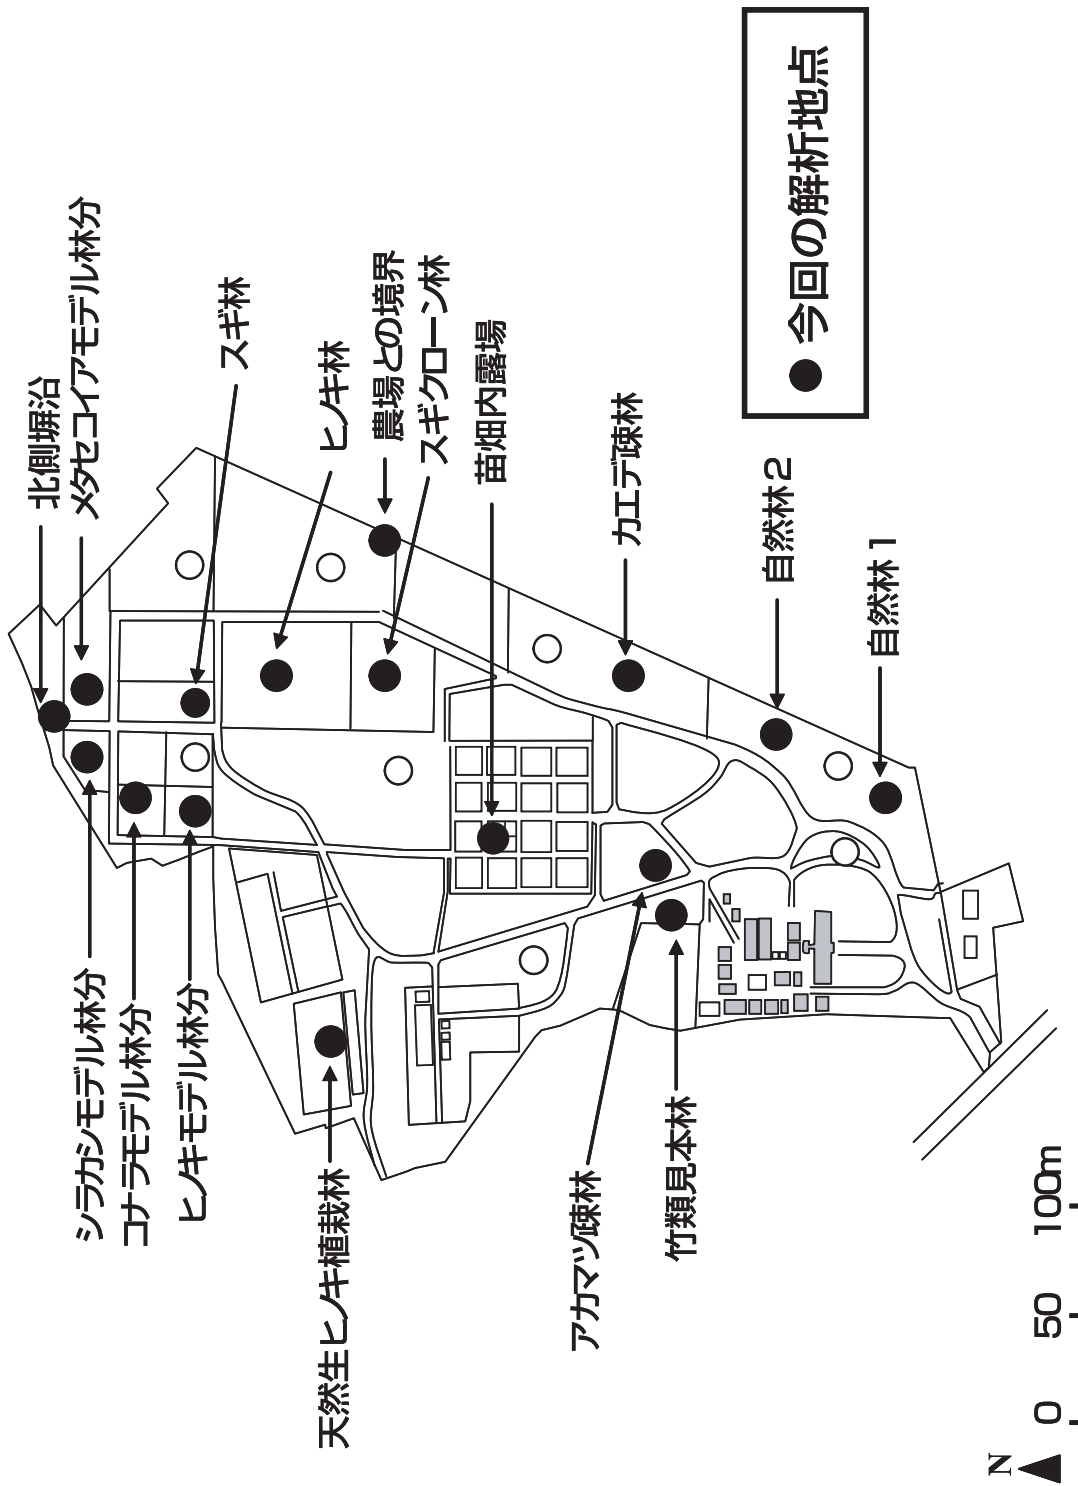 北側塀沿
メタセコイアモデル林分
スギ林
ヒノキ林
農場との境界
スギクローン林
苗畑内露場
カエデ疎林
自然林2
自然林1
今回の解析地点
シラカシモデル林分
コナラモデル林分
ヒノキモデル林分
天然生ヒノキ植栽林
アカマツ疎林
竹類見本林
N
0 50 100m